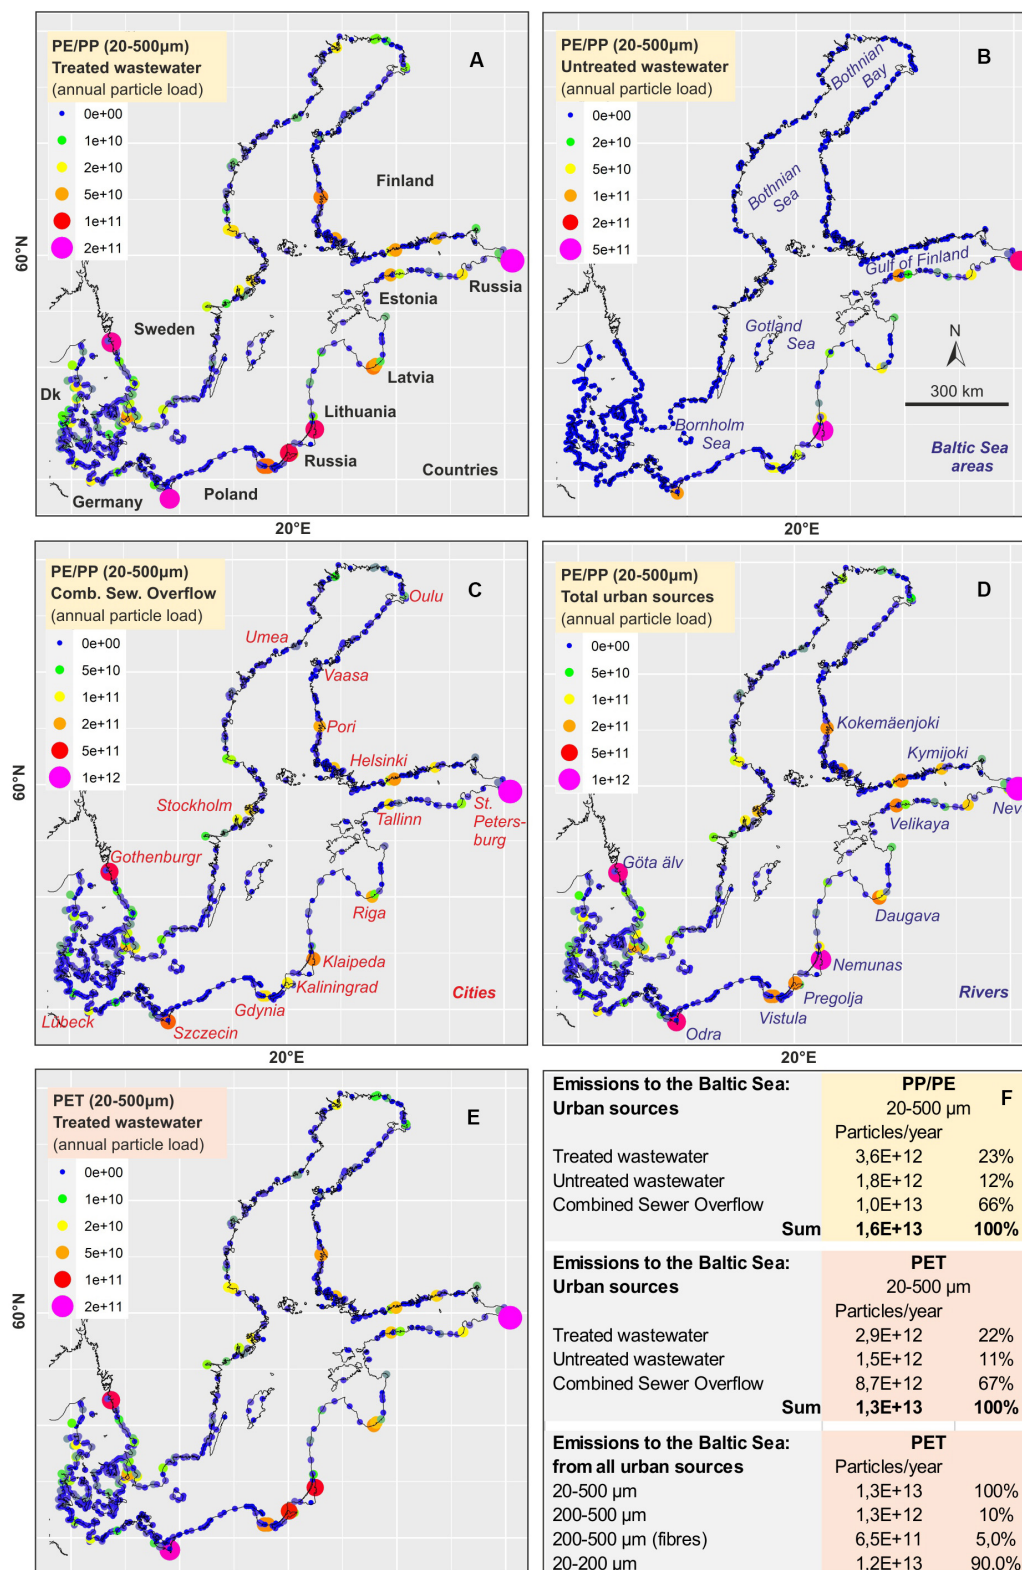 PE/PP (20-500µm)
Treated wastewater
(annual particle load)
A
0e+00
1e+10
2e+10
5e+10
1e+11
2e+11
Finland
60°N
Russia
Estonia
Sweden
Dk
Latvia
Lithuania
Russia
Countries
Poland
Germany
20°E
PE/PP (20-500µm)
Untreated wastewater
(annual particle load)
B
0e+00
2e+10
5e+10
1e+11
2e+11
5e+11
Bothnian
Bay
Bothnian
Sea
Gulf of Finland
Gotland
Sea
N
300 km
Bornholm
Sea
Baltic Sea
areas
20°E
PE/PP (20-500µm)
Comb. Sew. Overflow
(annual particle load)
C
0e+00
5e+10
1e+11
2e+11
5e+11
1e+12
Oulu
Umea
Vaasa
Pori
Helsinki
60°N
Stockholm
Tallinn
St.
Peters-
burg
Gothenburgr
Riga
Klaipeda
Kaliningrad
Cities
Gdynia
Lübeck
Szczecin
20°E
PE/PP (20-500µm)
Total urban sources
(annual particle load)
D
0e+00
5e+10
1e+11
2e+11
5e+11
1e+12
Kokemäenjoki
Kymijoki
Nev
Velikaya
Göta älv
Daugava
Nemunas
Pregolja
Rivers
Vistula
Odra
20°E
PET (20-500µm)
Treated wastewater
(annual particle load)
E
0e+00
1e+10
2e+10
5e+10
1e+11
2e+11
60°N
F
Emissions to the Baltic Sea: PP/PE
Urban sources 20-500 µm
Particles/year
Treated wastewater 3,6E+12 23%
Untreated wastewater 1,8E+12 12%
Combined Sewer Overflow 1,0E+13 66%
Sum 1,6E+13 100%
Emissions to the Baltic Sea: PET
Urban sources 20-500 µm
Particles/year
Treated wastewater 2,9E+12 22%
Untreated wastewater 1,5E+12 11%
Combined Sewer Overflow 8,7E+12 67%
Sum 1,3E+13 100%
Emissions to the Baltic Sea: PET
from all urban sources Particles/year
20-500 µm 1,3E+13 100%
200-500 µm 1,3E+12 10%
200-500 µm (fibres) 6,5E+11 5,0%
20-200 µm 1,2E+13 90,0%